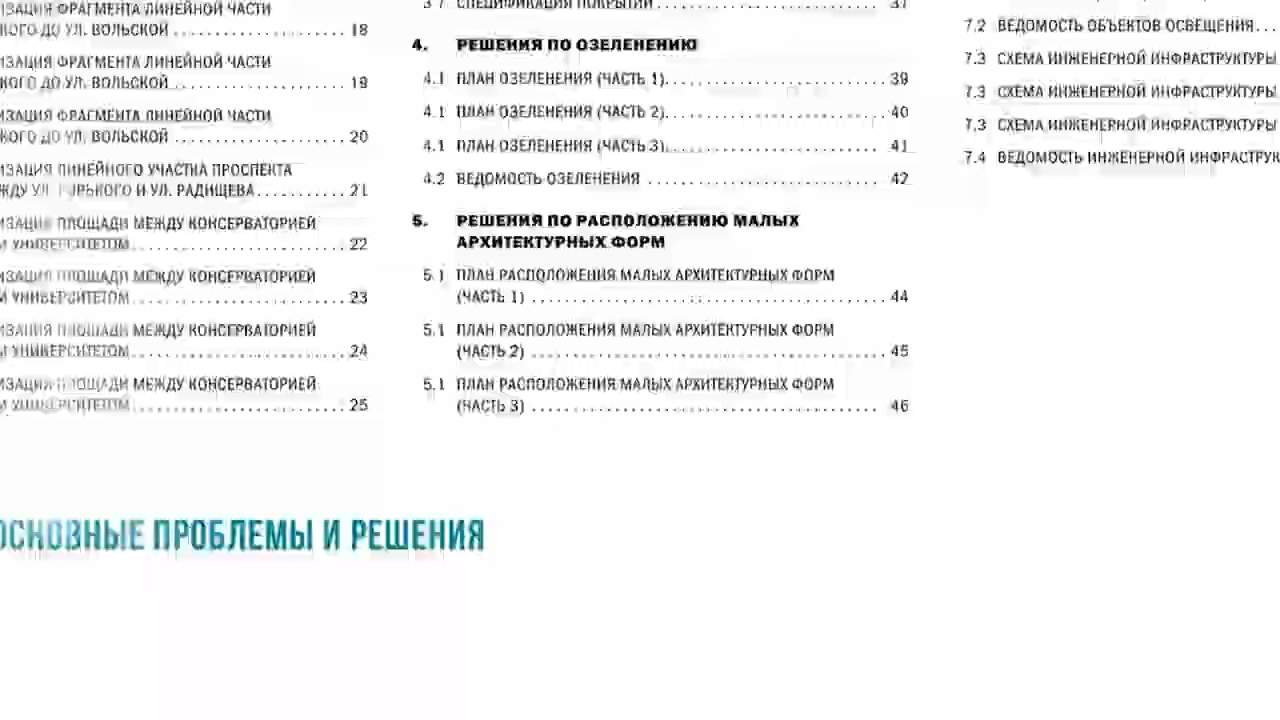 ИЗАЦИЯ ФРАГМЕНТА ЛИНЕЙНОЙ ЧАСТИ
КОГО ДО УЛ. ВОЛЬСКОЙ 18
ИЗАЦИЯ ФРАГМЕНТА ЛИНЕЙНОЙ ЧАСТИ
КОГО ДО УЛ. ВОЛЬСКОЙ 19
ИЗАЦИЯ ФРАГМЕНТА ЛИНЕЙНОЙ ЧАСТИ
КОГО ДО УЛ. ВОЛЬСКОЙ 20
ИЗАЦИЯ ЛИНЕЙНОГО УЧАСТКА ПРОСПЕКТА
ЖДУ УЛ. ГОРЬКОГО И УЛ. РАДИЩЕВА 21
ИЗАЦИЯ ПЛОЩАДИ МЕЖДУ КОНСЕРВАТОРИЕЙ
И УНИВЕРСИТЕТОМ 22
ИЗАЦИЯ ПЛОЩАДИ МЕЖДУ КОНСЕРВАТОРИЕЙ
И УНИВЕРСИТЕТОМ 23
ИЗАЦИЯ ПЛОЩАДИ МЕЖДУ КОНСЕРВАТОРИЕЙ
И УНИВЕРСИТЕТОМ 24
ИЗАЦИЯ ПЛОЩАДИ МЕЖДУ КОНСЕРВАТОРИЕЙ
И УНИВЕРСИТЕТОМ 25
3.7 СПЕЦИФИКАЦИЯ ПОКРЫТИЙ 37
4. РЕШЕНИЯ ПО ОЗЕЛЕНЕНИЮ
4.1 ПЛАН ОЗЕЛЕНЕНИЯ (ЧАСТЬ 1) 39
4.1 ПЛАН ОЗЕЛЕНЕНИЯ (ЧАСТЬ 2) 40
4.1 ПЛАН ОЗЕЛЕНЕНИЯ (ЧАСТЬ 3) 41
4.2 ВЕДОМОСТЬ ОЗЕЛЕНЕНИЯ 42
5. РЕШЕНИЯ ПО РАСПОЛОЖЕНИЮ МАЛЫХ
АРХИТЕКТУРНЫХ ФОРМ
5.1 ПЛАН РАСПОЛОЖЕНИЯ МАЛЫХ АРХИТЕКТУРНЫХ ФОРМ
(ЧАСТЬ 1) 44
5.1 ПЛАН РАСПОЛОЖЕНИЯ МАЛЫХ АРХИТЕКТУРНЫХ ФОРМ
(ЧАСТЬ 2) 45
5.1 ПЛАН РАСПОЛОЖЕНИЯ МАЛЫХ АРХИТЕКТУРНЫХ ФОРМ
(ЧАСТЬ 3) 46
7.2 ВЕДОМОСТЬ ОБЪЕКТОВ ОСВЕЩЕНИЯ
7.3 СХЕМА ИНЖЕНЕРНОЙ ИНФРАСТРУКТУРЫ
7.3 СХЕМА ИНЖЕНЕРНОЙ ИНФРАСТРУКТУРЫ
7.3 СХЕМА ИНЖЕНЕРНОЙ ИНФРАСТРУКТУРЫ
7.4 ВЕДОМОСТЬ ИНЖЕНЕРНОЙ ИНФРАСТРУК
ОСНОВНЫЕ ПРОБЛЕМЫ И РЕШЕНИЯ